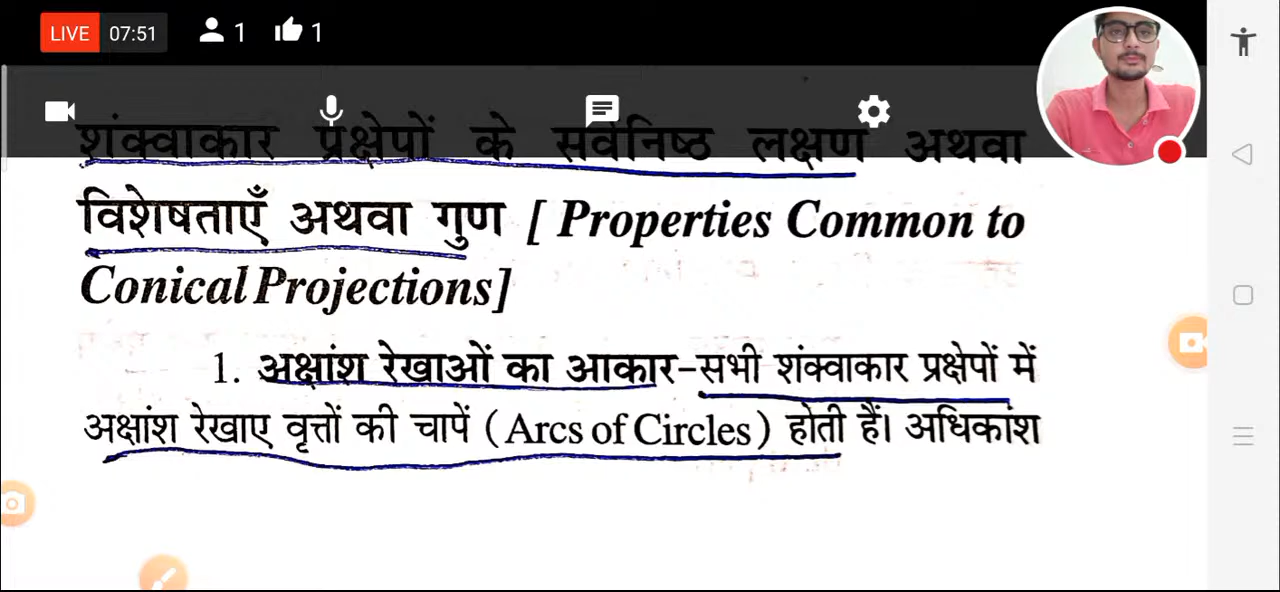 LIVE 07:51 1 1
शंक्वाकार प्रक्षेपों के सर्वनिष्ठ लक्षण अथवा
विशेषताएँ अथवा गुण [ Properties Common to
Conical Projections]
1. अक्षांश रेखाओं का आकार-सभी शंक्वाकार प्रक्षेपों में
अक्षांश रेखाए वृत्तों की चापें (Arcs of Circles) होती हैं। अधिकांश